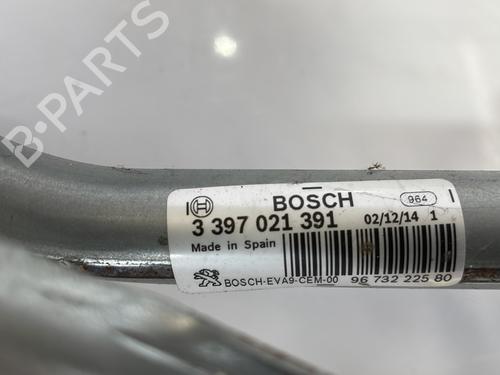 B-PARTS
BOSCH
964
3 397 021 391
02/12/14 1
Made in Spain
BOSCH-EVA9-CEM-00
96 732 225 80